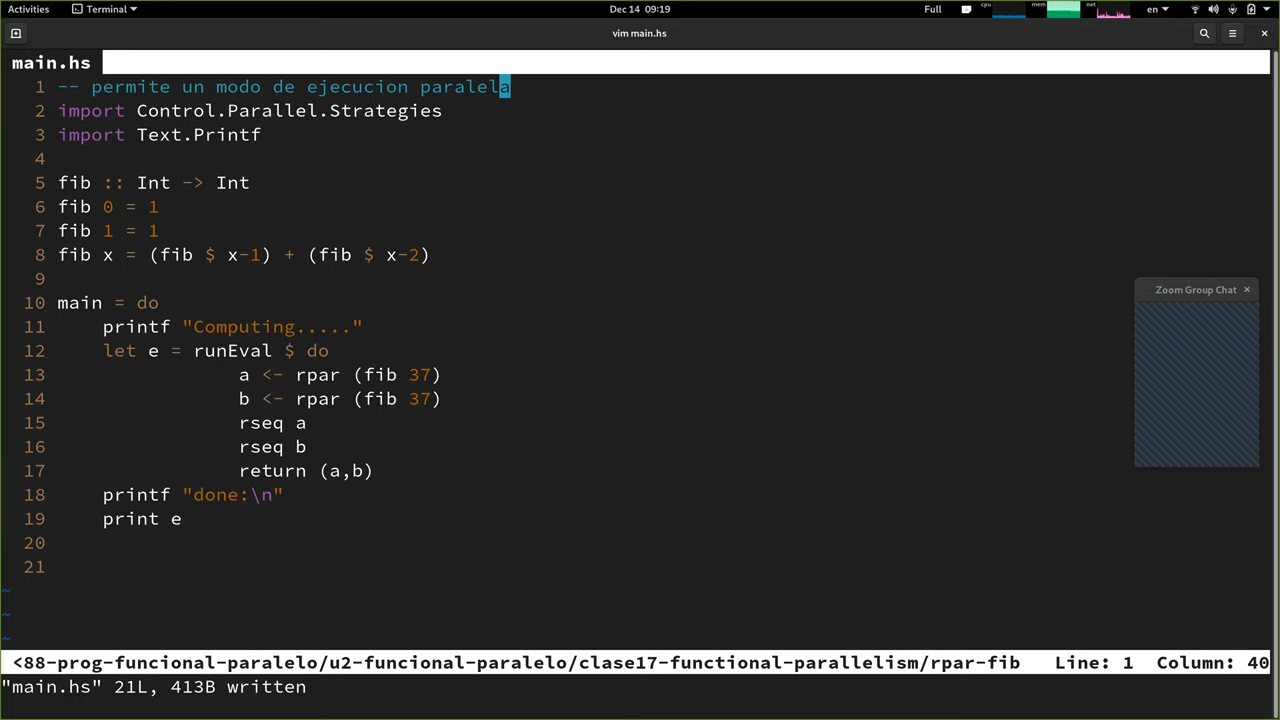 Activities Terminal Dec 14 09:19 Full cpu mem net en
vim main.hs
main.hs
1 -- permite un modo de ejecucion paralela
2 import Control.Parallel.Strategies
3 import Text.Printf
4
5 fib :: Int -> Int
6 fib 0 = 1
7 fib 1 = 1
8 fib x = (fib $ x-1) + (fib $ x-2)
9
10 main = do
11     printf "Computing....."
12     let e = runEval $ do
13                 a <- rpar (fib 37)
14                 b <- rpar (fib 37)
15                 rseq a
16                 rseq b
17                 return (a,b)
18     printf "done:\n"
19     print e
20
21
~
~
~
Zoom Group Chat ×
<88-prog-funcional-paralelo/u2-funcional-paralelo/clase17-functional-parallelism/rpar-fib Line: 1 Column: 40
"main.hs" 21L, 413B written